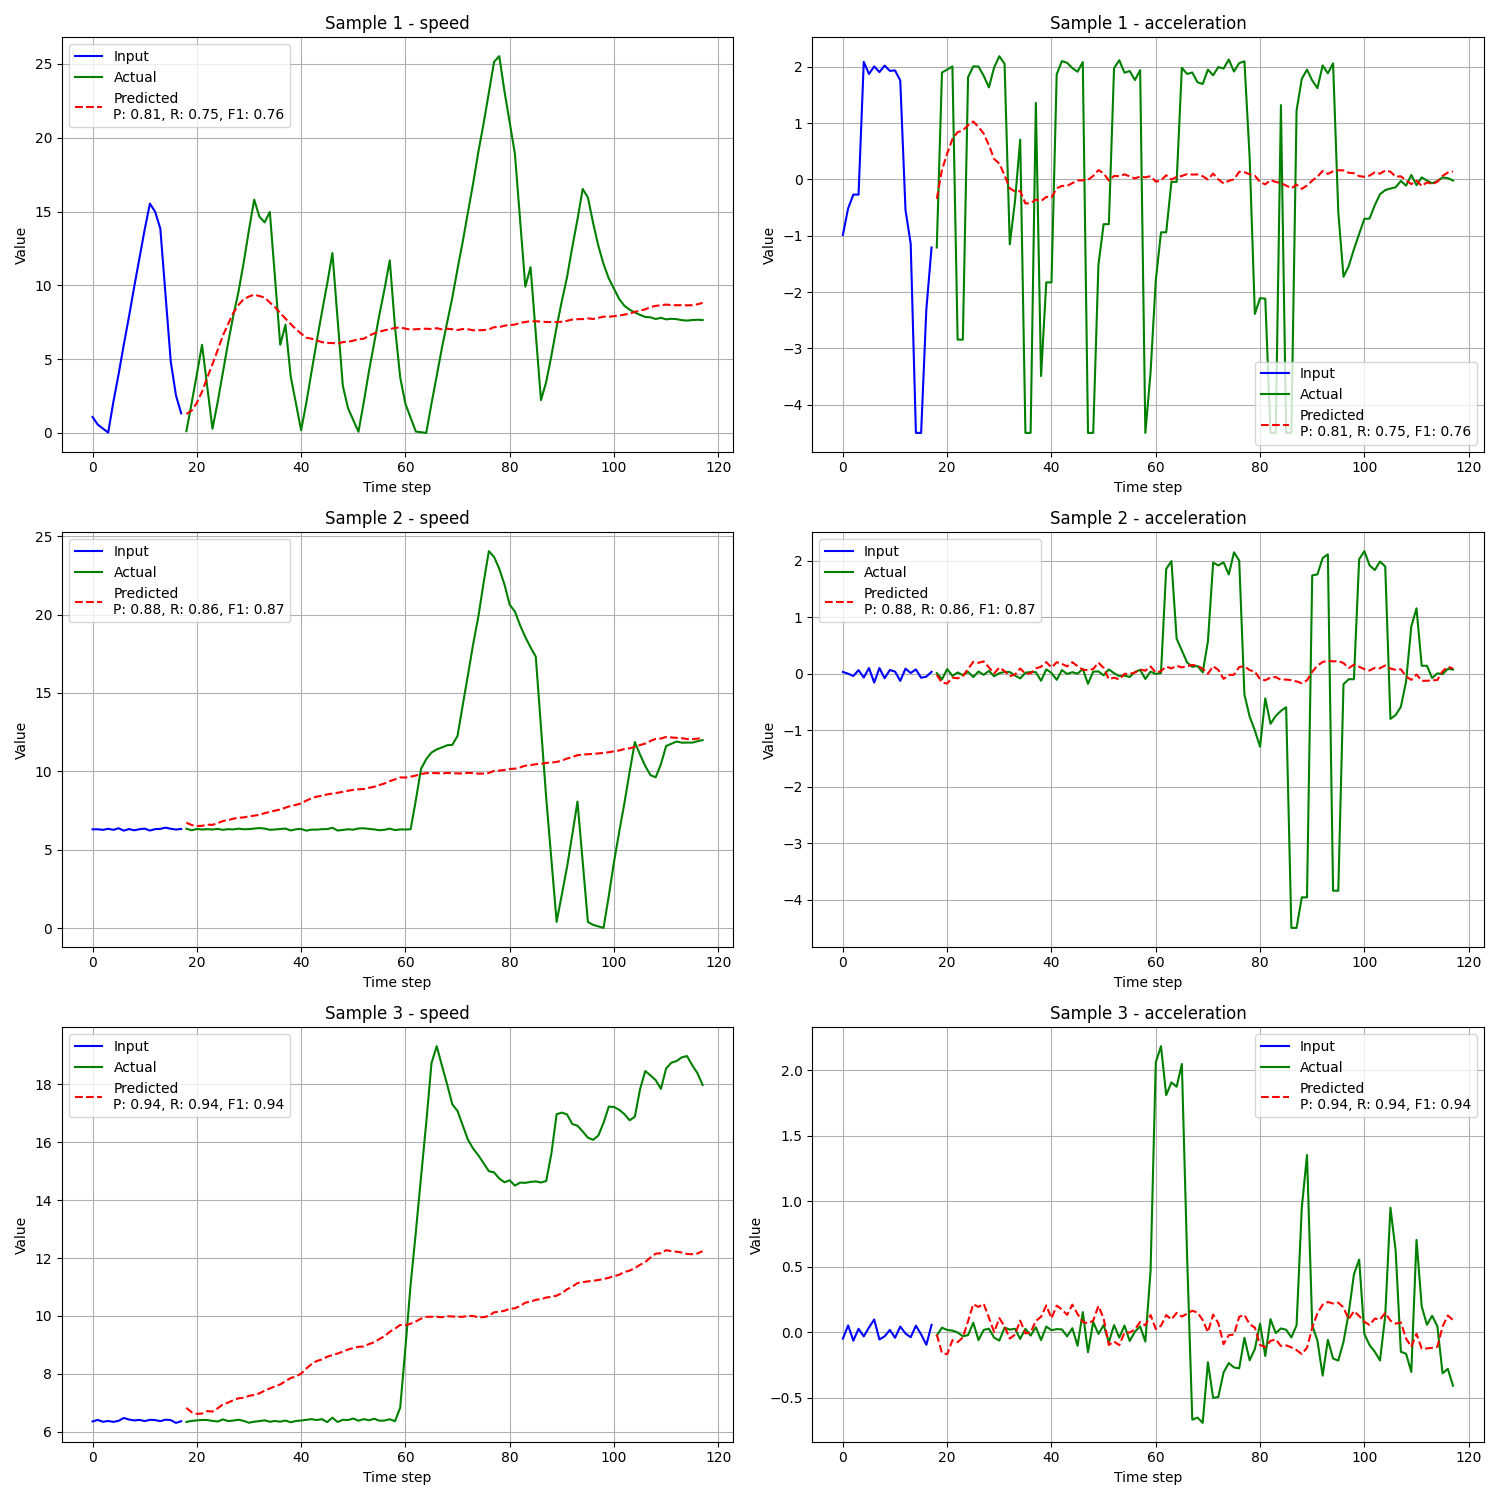 Sample 1 - speed
Input
Actual
Predicted
P: 0.81, R: 0.75, F1: 0.76
Value
25
20
15
10
5
0
0 20 40 60 80 100 120
Time step
Sample 1 - acceleration
Value
2
1
0
−1
−2
−3
−4
Input
Actual
Predicted
P: 0.81, R: 0.75, F1: 0.76
0 20 40 60 80 100 120
Time step
Sample 2 - speed
Input
Actual
Predicted
P: 0.88, R: 0.86, F1: 0.87
Value
25
20
15
10
5
0
0 20 40 60 80 100 120
Time step
Sample 2 - acceleration
Input
Actual
Predicted
P: 0.88, R: 0.86, F1: 0.87
Value
2
1
0
−1
−2
−3
−4
0 20 40 60 80 100 120
Time step
Sample 3 - speed
Input
Actual
Predicted
P: 0.94, R: 0.94, F1: 0.94
Value
18
16
14
12
10
8
6
0 20 40 60 80 100 120
Time step
Sample 3 - acceleration
Input
Actual
Predicted
P: 0.94, R: 0.94, F1: 0.94
Value
2.0
1.5
1.0
0.5
0.0
−0.5
0 20 40 60 80 100 120
Time step